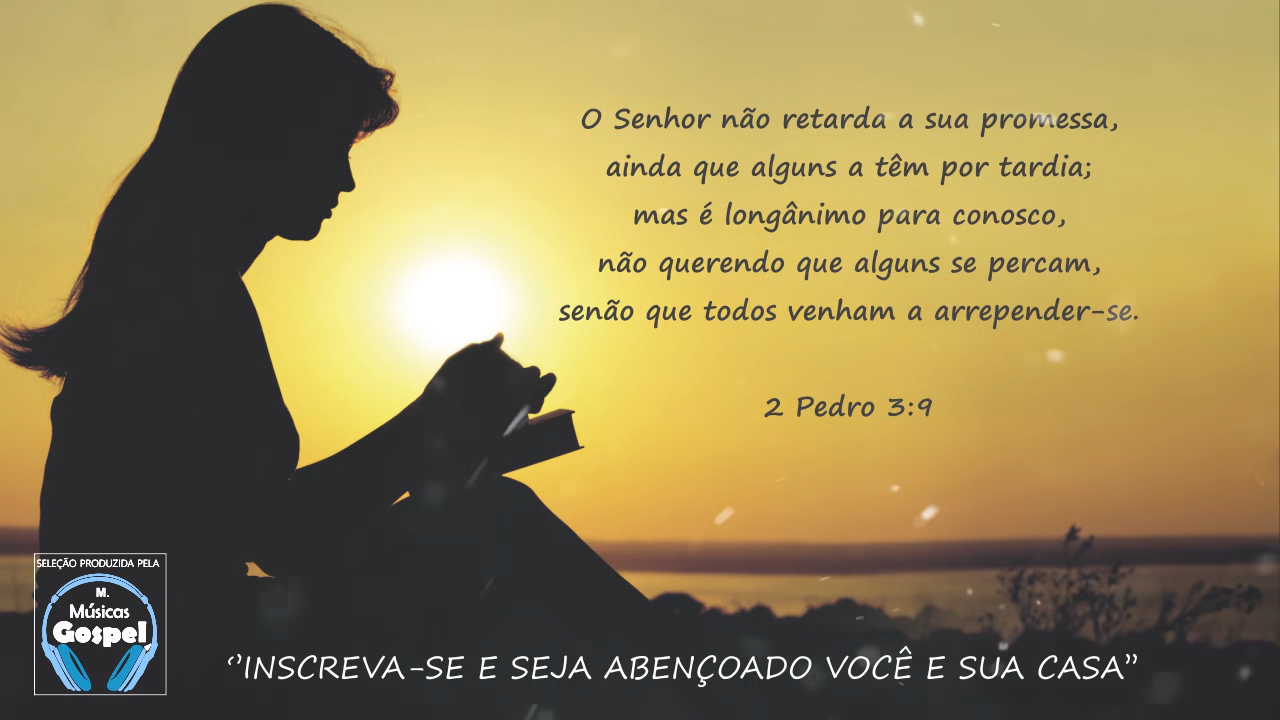 O Senhor não retarda a sua promessa,
ainda que alguns a têm por tardia;
mas é longânimo para conosco,
não querendo que alguns se percam,
senão que todos venham a arrepender-se.
2 Pedro 3:9
SELEÇÃO PRODUZIDA PELA
M.
Músicas
Gospel
‘’INSCREVA-SE E SEJA ABENÇOADO VOCÊ E SUA CASA”